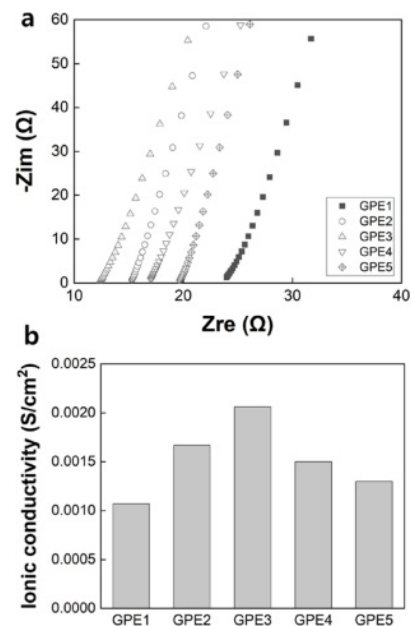 a
60
50
40
30
20
10
0
-Zim (Ω)
GPE1
GPE2
GPE3
GPE4
GPE5
10 20 30 40
Zre (Ω)
b
Ionic conductivity (S/cm²)
0.0025
0.0020
0.0015
0.0010
0.0005
0.0000
GPE1 GPE2 GPE3 GPE4 GPE5